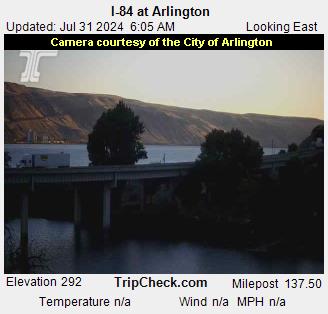 I-84 at Arlington
Updated: Jul 31 2024 6:05 AM Looking East
Camera courtesy of the City of Arlington
Elevation 292 TripCheck.com Milepost 137.50
Temperature n/a Wind n/a MPH n/a